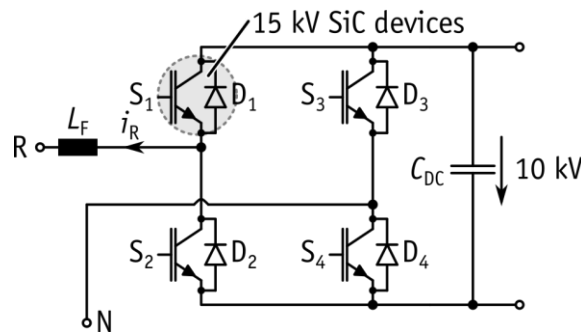 15 kV SiC devices
S1 D1 S3 D3
LF iR
R CDC 10 kV
S2 D2 S4 D4
N